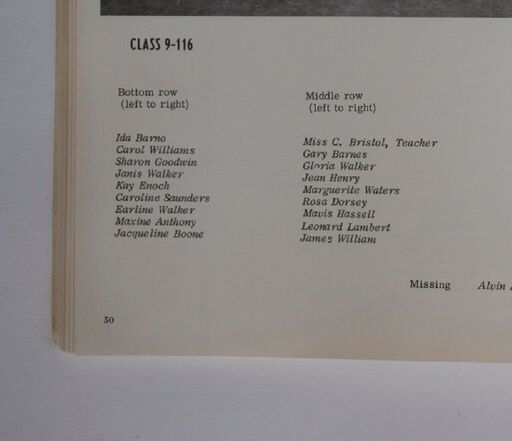 CLASS 9-116
Bottom row
(left to right)
Ida Barno
Carol Williams
Sharon Goodwin
Janis Walker
Kay Enoch
Caroline Saunders
Earline Walker
Maxine Anthony
Jacqueline Boone
Middle row
(left to right)
Miss C. Bristol, Teacher
Gary Barnes
Gloria Walker
Jean Henry
Marguerite Waters
Rosa Dorsey
Mavis Hassell
Leonard Lambert
James William
Missing Alvin
50